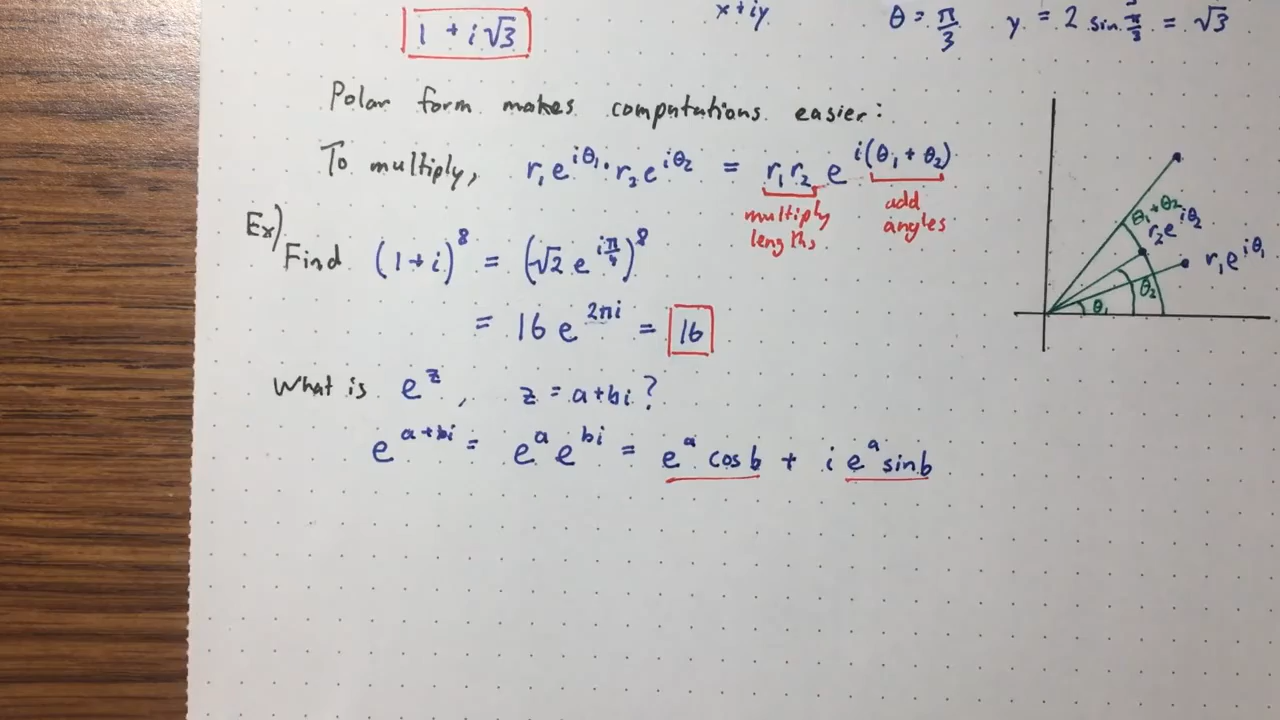 x+iy
θ = π/3 y = 2 sin π/3 = √3
1 + i√3
Polar form makes computations easier:
To multiply, r₁e^{iθ₁}·r₂e^{iθ₂} = r₁r₂ e^{i(θ₁+θ₂)}
multiply lengths
add angles
Ex)
Find (1+i)^8 = (√2 e^{iπ/4})^8
= 16 e^{2πi} = 16
What is e^z, z = a+bi?
e^{a+bi} = e^a e^{bi} = e^a cos b + i e^a sin b
θ₁+θ₂
r₂e^{iθ₂}
r₁e^{iθ₁}
θ₂
θ₁